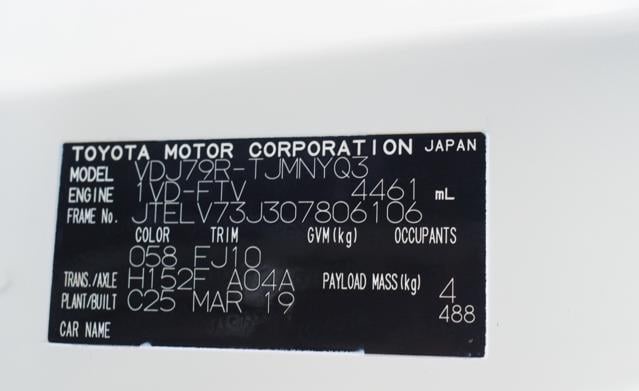 TOYOTA MOTOR CORPORATION JAPAN
MODEL VDJ79R-TJMNYQ3
ENGINE 1VD-FTV 4461 mL
FRAME No. JTELV73J307806106
COLOR TRIM GVM(kg) OCCUPANTS
058 FJ10
TRANS./AXLE H152F A04A PAYLOAD MASS(kg) 4
PLANT/BUILT C25 MAR 19 488
CAR NAME